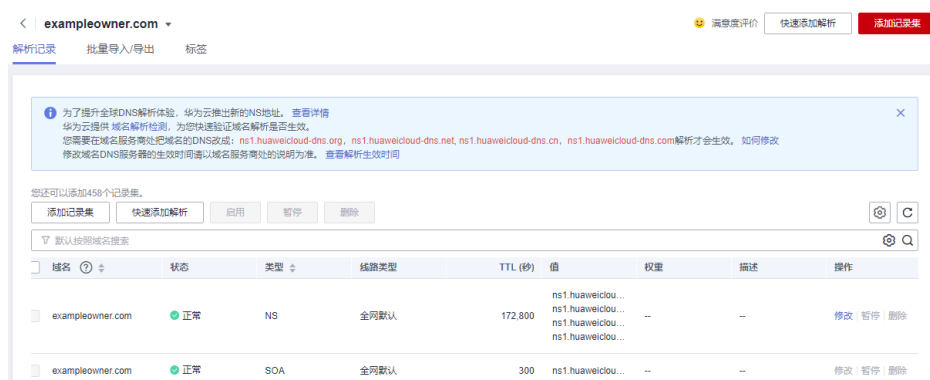 exampleowner.com
满意度评价 快速添加解析 添加记录集
解析记录 批量导入/导出 标签
为了提升全球DNS解析体验，华为云推出新的NS地址。 查看详情
华为云提供 域名解析检测，为您快速验证域名解析是否生效。
您需要在域名服务商处把域名的DNS改成：ns1.huaweicloud-dns.org，ns1.huaweicloud-dns.net, ns1.huaweicloud-dns.cn，ns1.huaweicloud-dns.com解析才会生效。 如何修改
修改域名DNS服务器的生效时间请以域名服务商处的说明为准。 查看解析生效时间
您还可以添加458个记录集。
添加记录集 快速添加解析 启用 暂停 删除
默认按照域名搜索
域名 状态 类型 线路类型 TTL (秒) 值 权重 描述 操作
exampleowner.com 正常 NS 全网默认 172,800 ns1.huaweiclou... -- -- 修改 暂停 删除
ns1.huaweiclou...
ns1.huaweiclou...
ns1.huaweiclou...
exampleowner.com 正常 SOA 全网默认 300 ns1.huaweiclou... -- -- 修改 暂停 删除